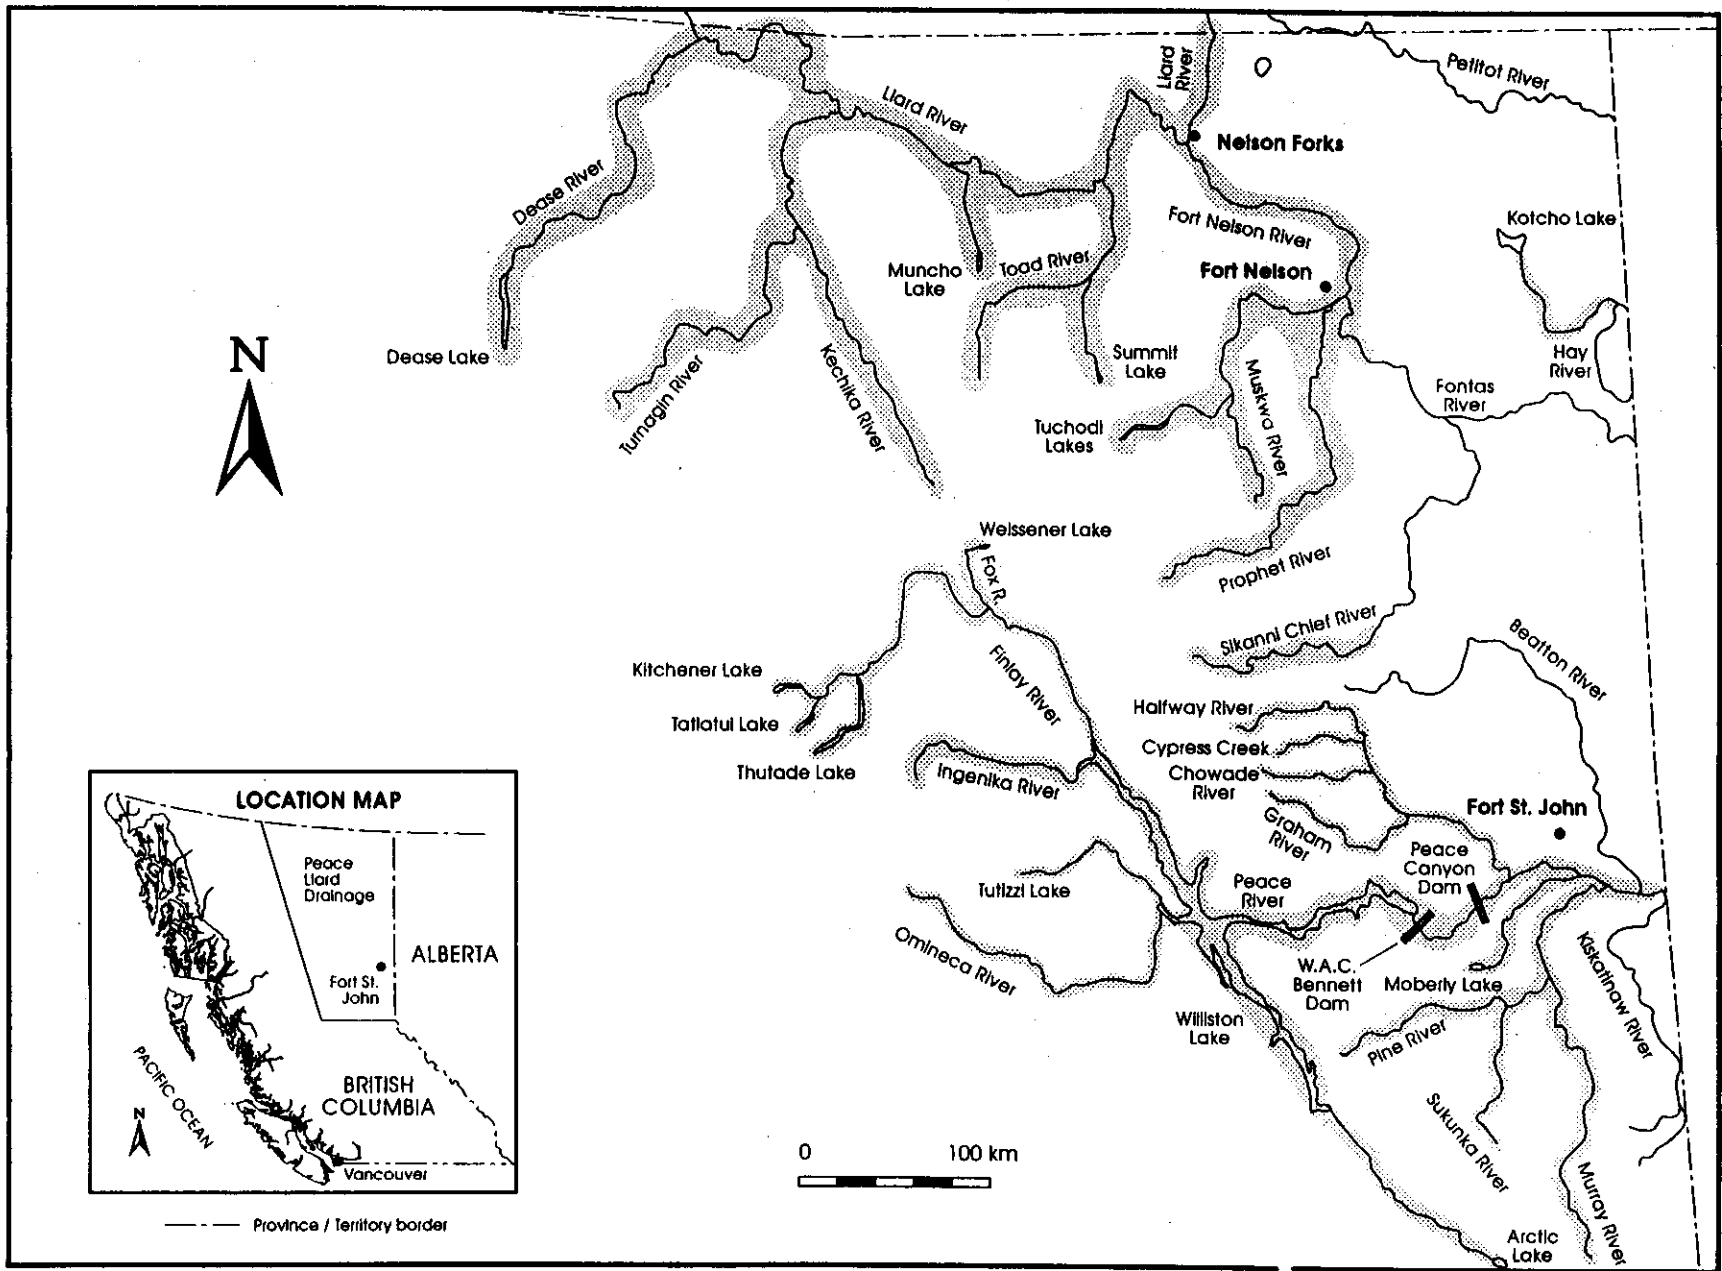 Liard
River
Petitot River
Liard River
Nelson Forks
Dease River
Fort Nelson River
Kotcho Lake
Muncho
Lake
Toad River
Fort Nelson
N
Dease Lake
Turnagin River
Kechika River
Summit
Lake
Muskwa River
Hay
River
Fontas
River
Tuchodi
Lakes
Weissener Lake
Fox R.
Prophet River
Sikanni Chief River
Beatton River
Kitchener Lake
Finlay River
Tatlatui Lake
Halfway River
Cypress Creek
Thutade Lake
Ingenika River
Chowade
River
Graham
River
Fort St. John
Peace
Canyon
Dam
Tutizzi Lake
Peace
River
Omineca River
W.A.C.
Bennett
Dam
Moberly Lake
Kiskatinaw River
Williston
Lake
Pine River
Sukunka River
Murray River
Arctic
Lake
0 100 km
LOCATION MAP
Peace
Liard
Drainage
ALBERTA
Fort St.
John
PACIFIC OCEAN
BRITISH
COLUMBIA
N
Vancouver
Province / Territory border